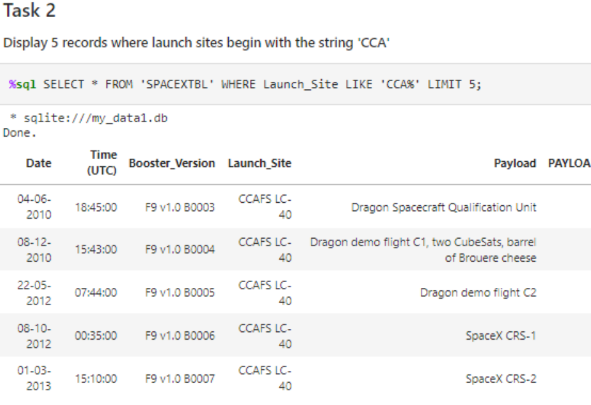 Task 2
Display 5 records where launch sites begin with the string 'CCA'
%sql SELECT * FROM 'SPACEXTBL' WHERE Launch_Site LIKE 'CCA%' LIMIT 5;
* sqlite:///my_data1.db
Done.
Date Time (UTC) Booster_Version Launch_Site Payload PAYLOA
04-06-2010 18:45:00 F9 v1.0 B0003 CCAFS LC-40 Dragon Spacecraft Qualification Unit
08-12-2010 15:43:00 F9 v1.0 B0004 CCAFS LC-40 Dragon demo flight C1, two CubeSats, barrel of Brouere cheese
22-05-2012 07:44:00 F9 v1.0 B0005 CCAFS LC-40 Dragon demo flight C2
08-10-2012 00:35:00 F9 v1.0 B0006 CCAFS LC-40 SpaceX CRS-1
01-03-2013 15:10:00 F9 v1.0 B0007 CCAFS LC-40 SpaceX CRS-2